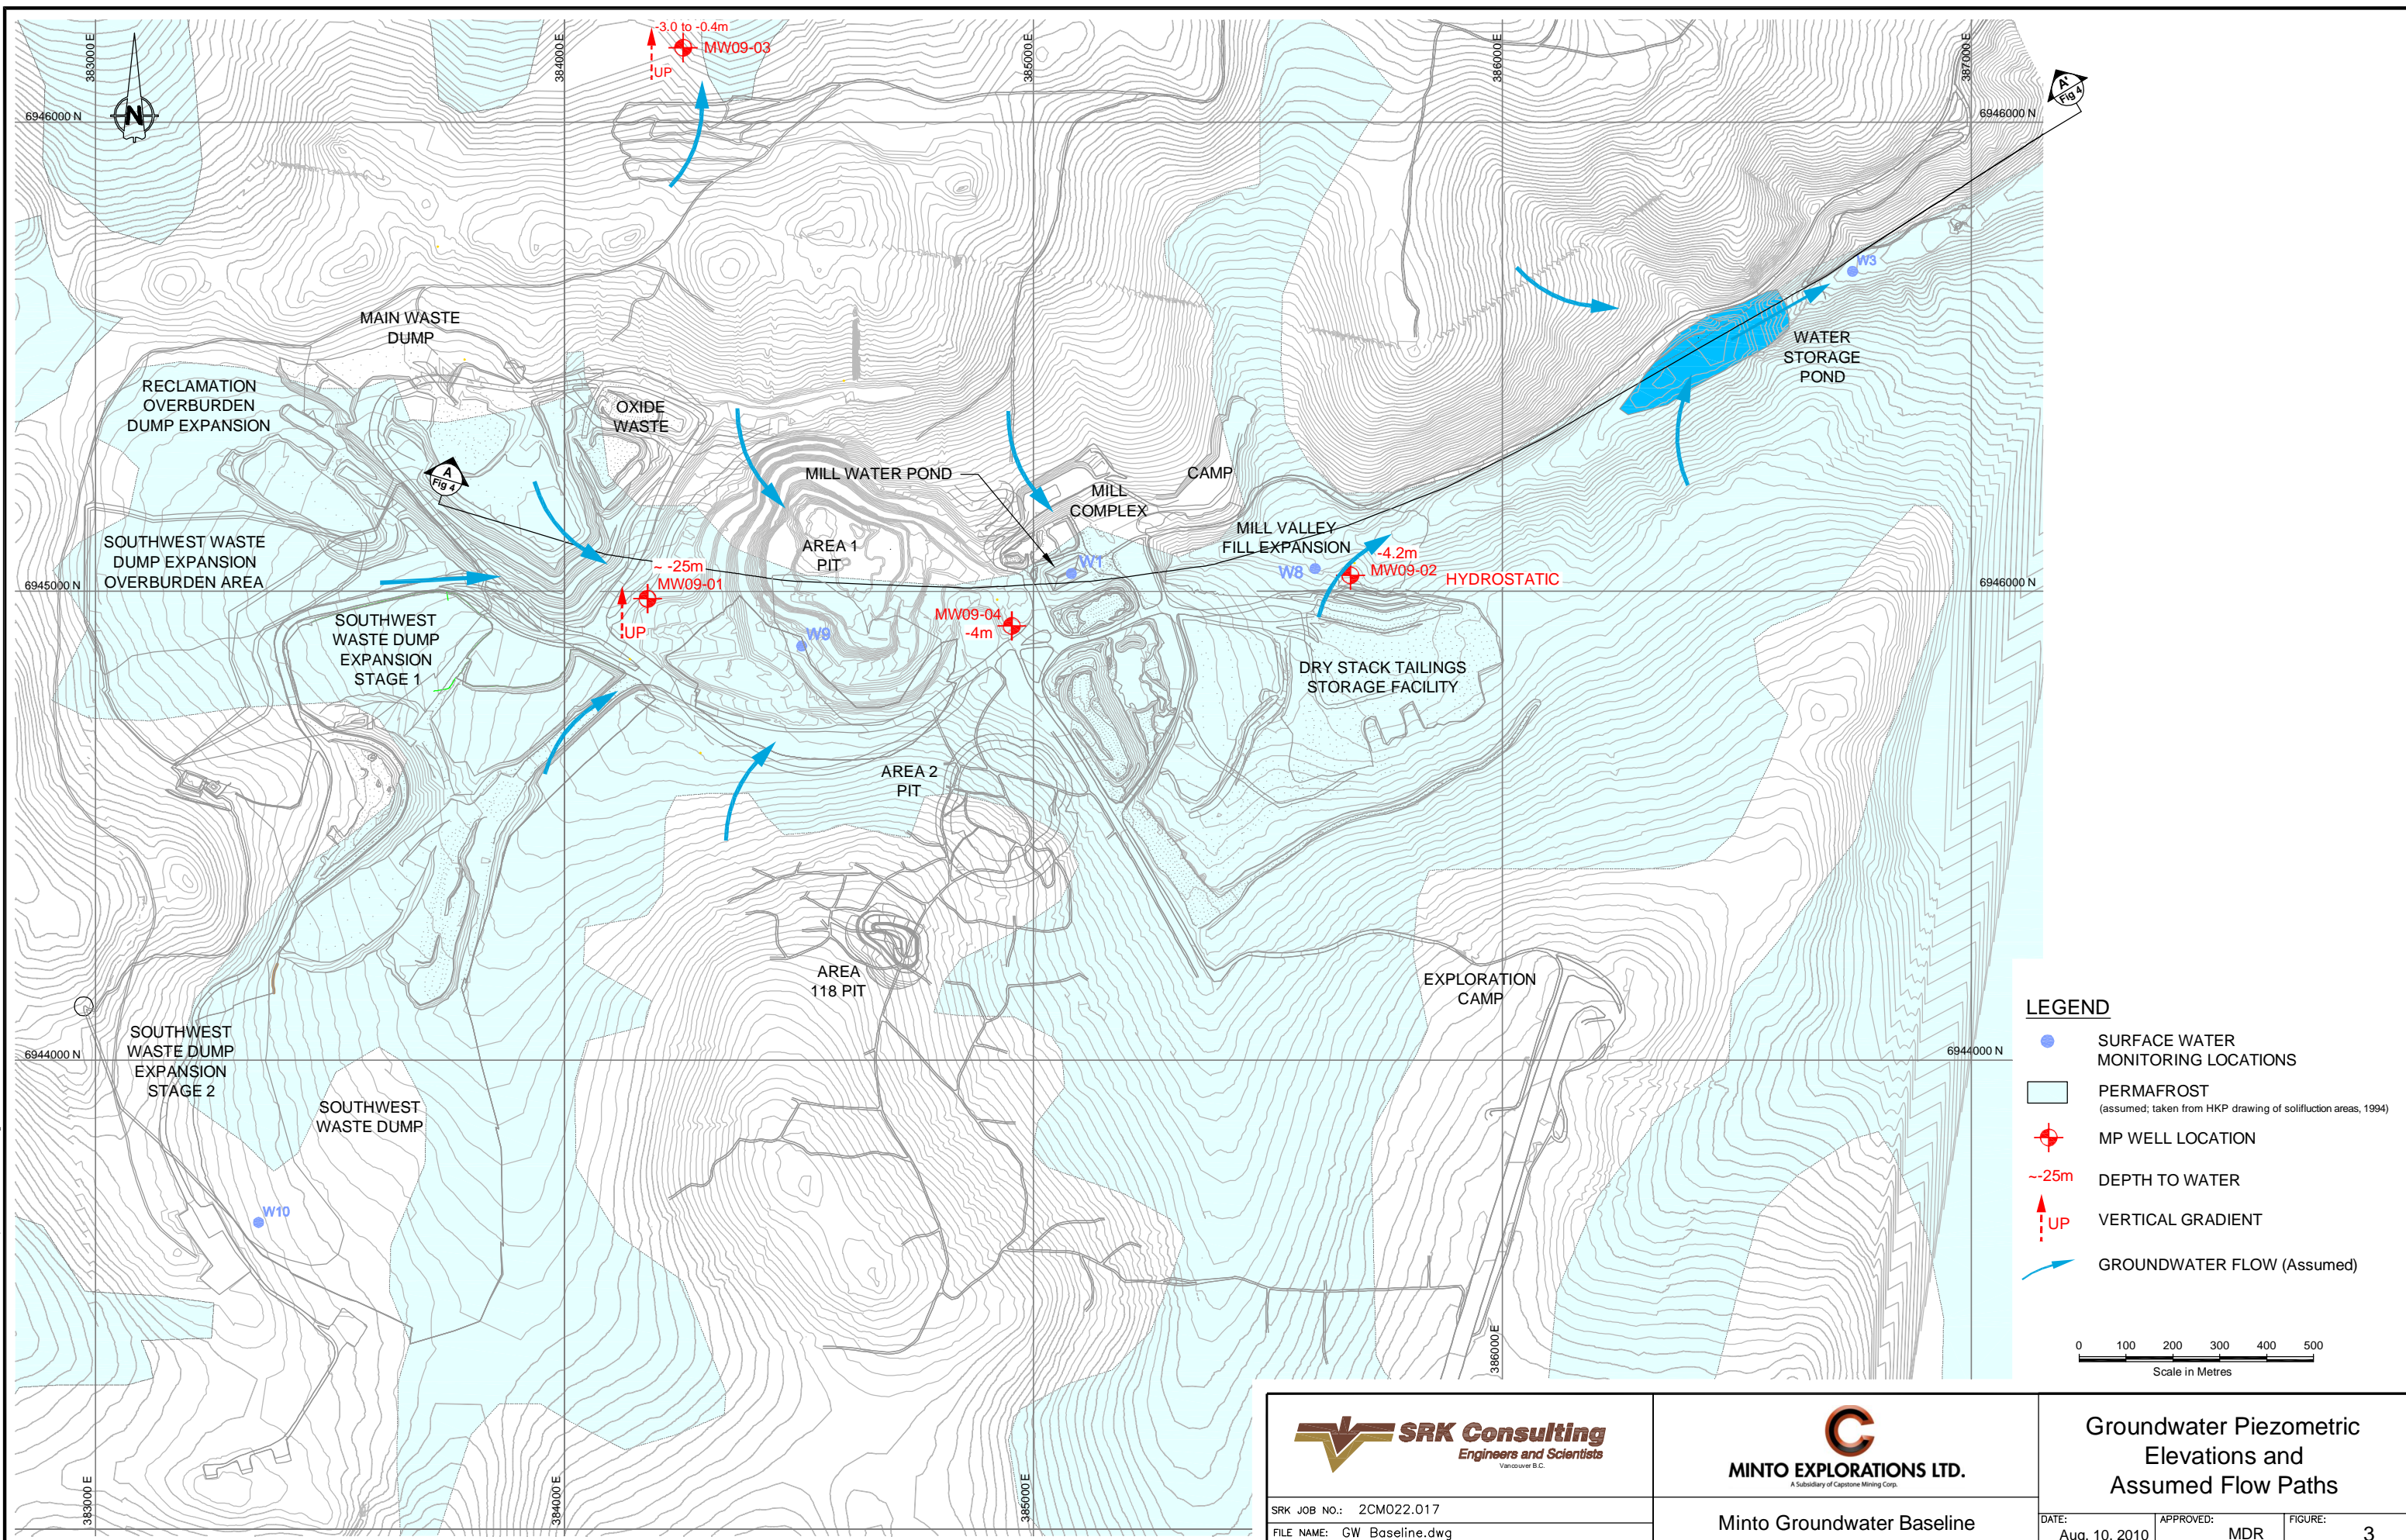 -3.0 to -0.4m
MW09-03
UP
383000 E
384000 E
385000 E
386000 E
387000 E
N
6946000 N
6946000 N
A'
Fig 4
W3
MAIN WASTE
DUMP
WATER
STORAGE
POND
RECLAMATION
OVERBURDEN
DUMP EXPANSION
OXIDE
WASTE
A
Fig 4
MILL WATER POND
CAMP
MILL
COMPLEX
MILL VALLEY
FILL EXPANSION
AREA 1
PIT
SOUTHWEST WASTE
DUMP EXPANSION
OVERBURDEN AREA
~ -25m
MW09-01
UP
W1
W8
-4.2m
MW09-02
HYDROSTATIC
6945000 N
6946000 N
MW09-04
-4m
W9
SOUTHWEST
WASTE DUMP
EXPANSION
STAGE 1
DRY STACK TAILINGS
STORAGE FACILITY
AREA 2
PIT
AREA
118 PIT
EXPLORATION
CAMP
6944000 N
6944000 N
SOUTHWEST
WASTE DUMP
EXPANSION
STAGE 2
SOUTHWEST
WASTE DUMP
W10
383000 E
384000 E
385000 E
386000 E
LEGEND
SURFACE WATER
MONITORING LOCATIONS
PERMAFROST
(assumed; taken from HKP drawing of solifluction areas, 1994)
MP WELL LOCATION
~-25m
DEPTH TO WATER
UP
VERTICAL GRADIENT
GROUNDWATER FLOW (Assumed)
0 100 200 300 400 500
Scale in Metres
SRK Consulting
Engineers and Scientists
Vancouver B.C.
SRK JOB NO.: 2CM022.017
FILE NAME: GW Baseline.dwg
MINTO EXPLORATIONS LTD.
A Subsidiary of Capstone Mining Corp.
Minto Groundwater Baseline
Groundwater Piezometric
Elevations and
Assumed Flow Paths
DATE:
Aug. 10, 2010
APPROVED:
MDR
FIGURE:
3